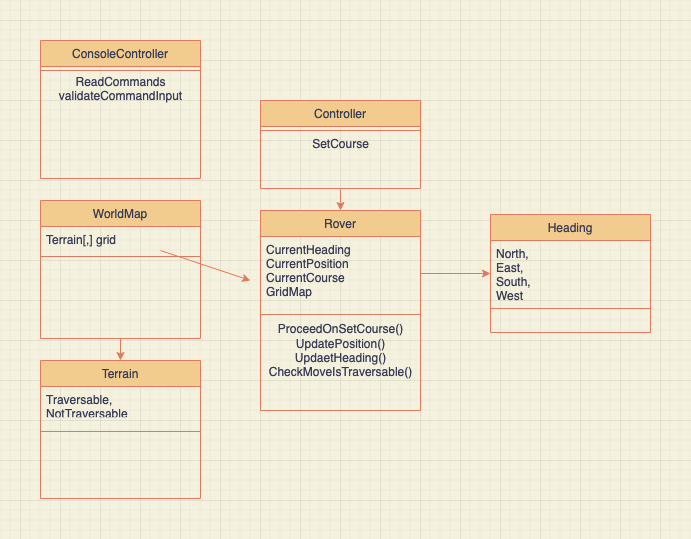 ConsoleController
ReadCommands
validateCommandInput
Controller
SetCourse
WorldMap
Terrain[,] grid
Rover
CurrentHeading
CurrentPosition
CurrentCourse
GridMap
ProceedOnSetCourse()
UpdatePosition()
UpdaetHeading()
CheckMoveIsTraversable()
Heading
North,
East,
South,
West
Terrain
Traversable,
NotTraversable